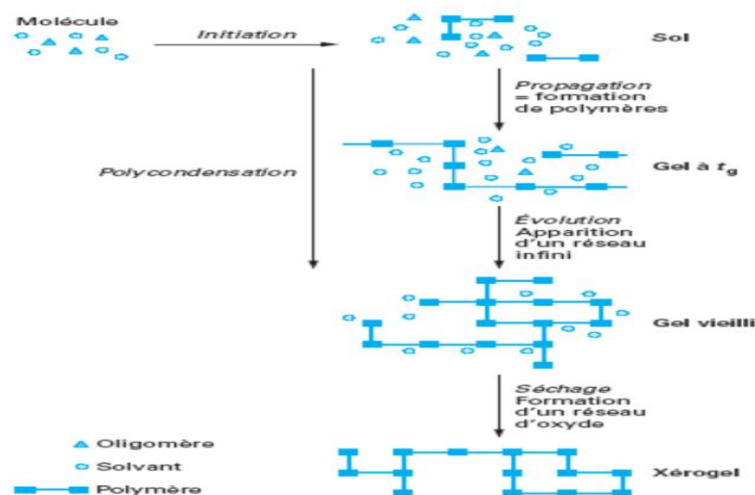 Molécule
Initiation
Sol
Propagation
= formation
de polymères
Polycondensation
Gel à tg
Évolution
Apparition
d'un réseau
infini
Gel vieilli
Séchage
Formation
d'un réseau
d'oxyde
Oligomère
Solvant
Polymère
Xérogel